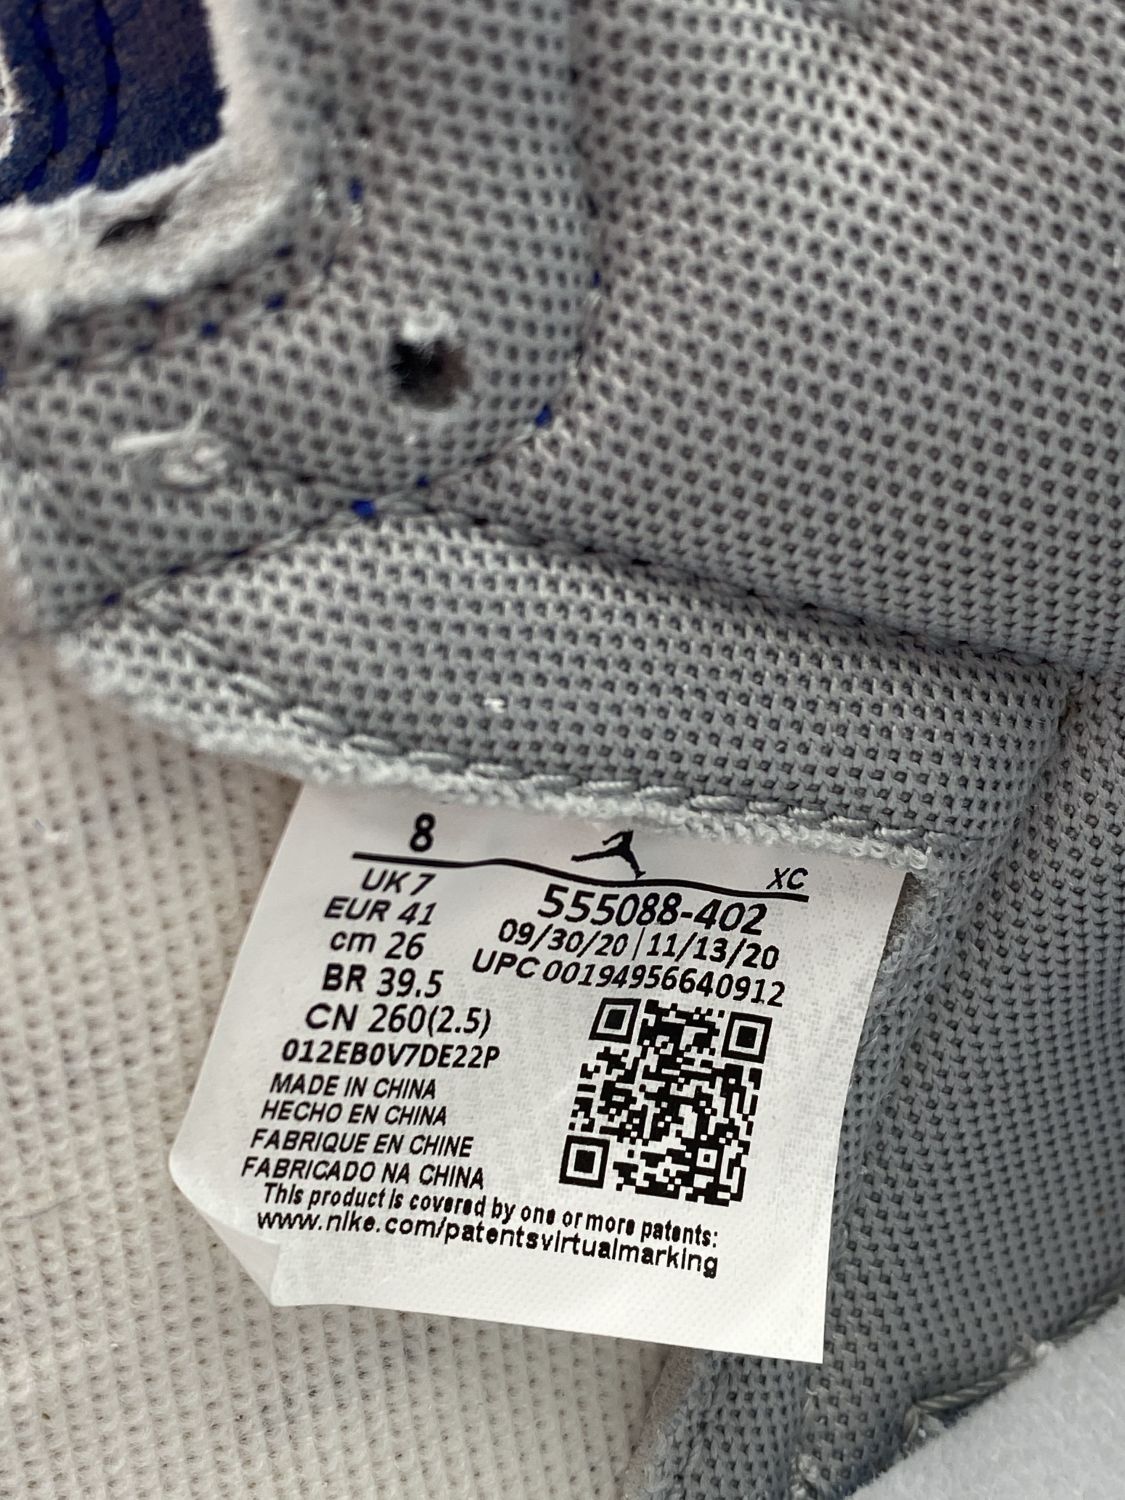 8
XC
UK 7
EUR 41
cm 26
BR 39.5
CN 260(2.5)
012EB0V7DE22P
555088-402
09/30/20 | 11/13/20
UPC 00194956640912
MADE IN CHINA
HECHO EN CHINA
FABRIQUE EN CHINE
FABRICADO NA CHINA
This product is covered by one or more patents:
www.nike.com/patentsvirtualmarking